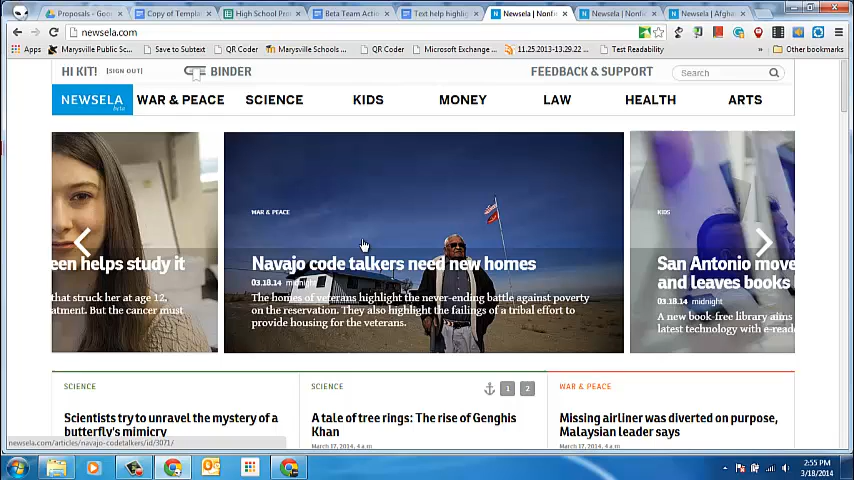 Proposals - Goo
Copy of Templa
High School Pro
Beta Team Acti
Text help highlig
Newsela | Nonfi
Newsela | Nonfi
Newsela | Afgha
newsela.com
Apps
Marysville Public Sc...
Save to Subtext
QR Coder
Marysville Schools ...
QR Coder
Microsoft Exchange ...
11.25.2013-13.29.22 ...
Test Readability
Other bookmarks
HI KIT! [SIGN OUT]
BINDER
FEEDBACK & SUPPORT
Search
NEWSELA beta
WAR & PEACE
SCIENCE
KIDS
MONEY
LAW
HEALTH
ARTS
een helps study it
that struck her at age 12,
atment. But the cancer must
WAR & PEACE
Navajo code talkers need new homes
03.18.14 midnight
The homes of veterans highlight the never-ending battle against poverty
on the reservation. They also highlight the failings of a tribal effort to
provide housing for the veterans.
KIDS
San Antonio move
and leaves books
03.18.14 midnight
A new book-free library aims
latest technology with e-reade
SCIENCE
Scientists try to unravel the mystery of a
butterfly's mimicry
SCIENCE
1 2
A tale of tree rings: The rise of Genghis
Khan
March 17, 2014, 4 a.m.
WAR & PEACE
Missing airliner was diverted on purpose,
Malaysian leader says
March 17, 2014, 4 a.m.
newsela.com/articles/navajo-codetalkers/id/3071/
2:55 PM
3/18/2014